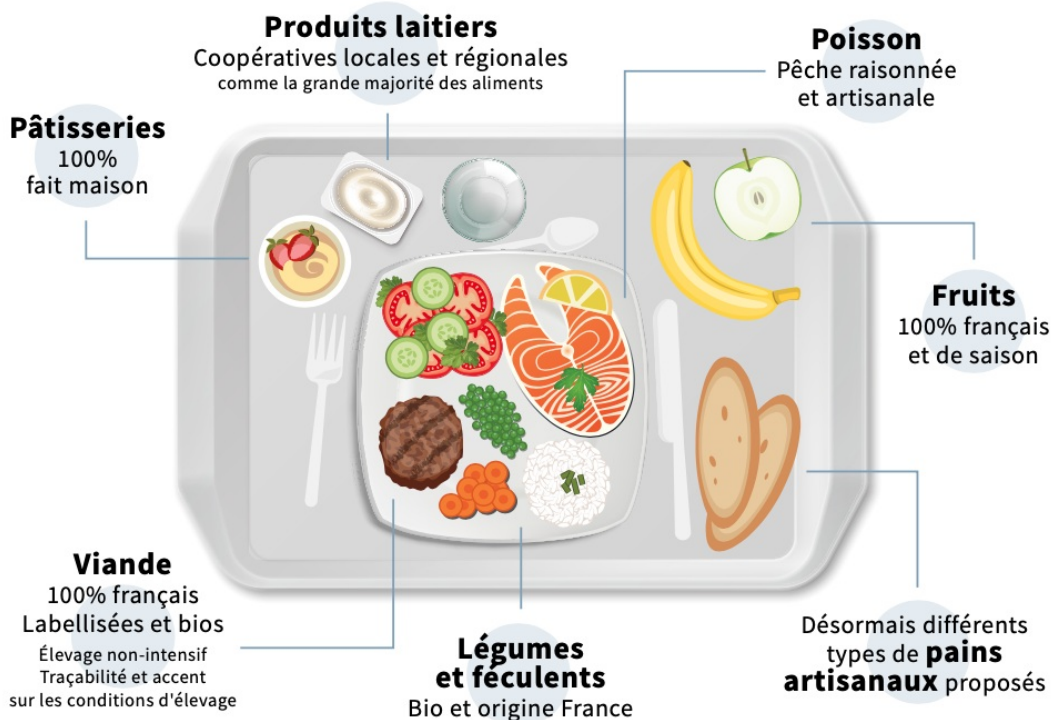 Produits laitiers
Coopératives locales et régionales
comme la grande majorité des aliments
Poisson
Pêche raisonnée
et artisanale
Pâtisseries
100%
fait maison
Fruits
100% français
et de saison
Viande
100% français
Labellisées et bios
Élevage non-intensif
Traçabilité et accent
sur les conditions d'élevage
Légumes
et féculents
Bio et origine France
Désormais différents
types de pains
artisanaux proposés